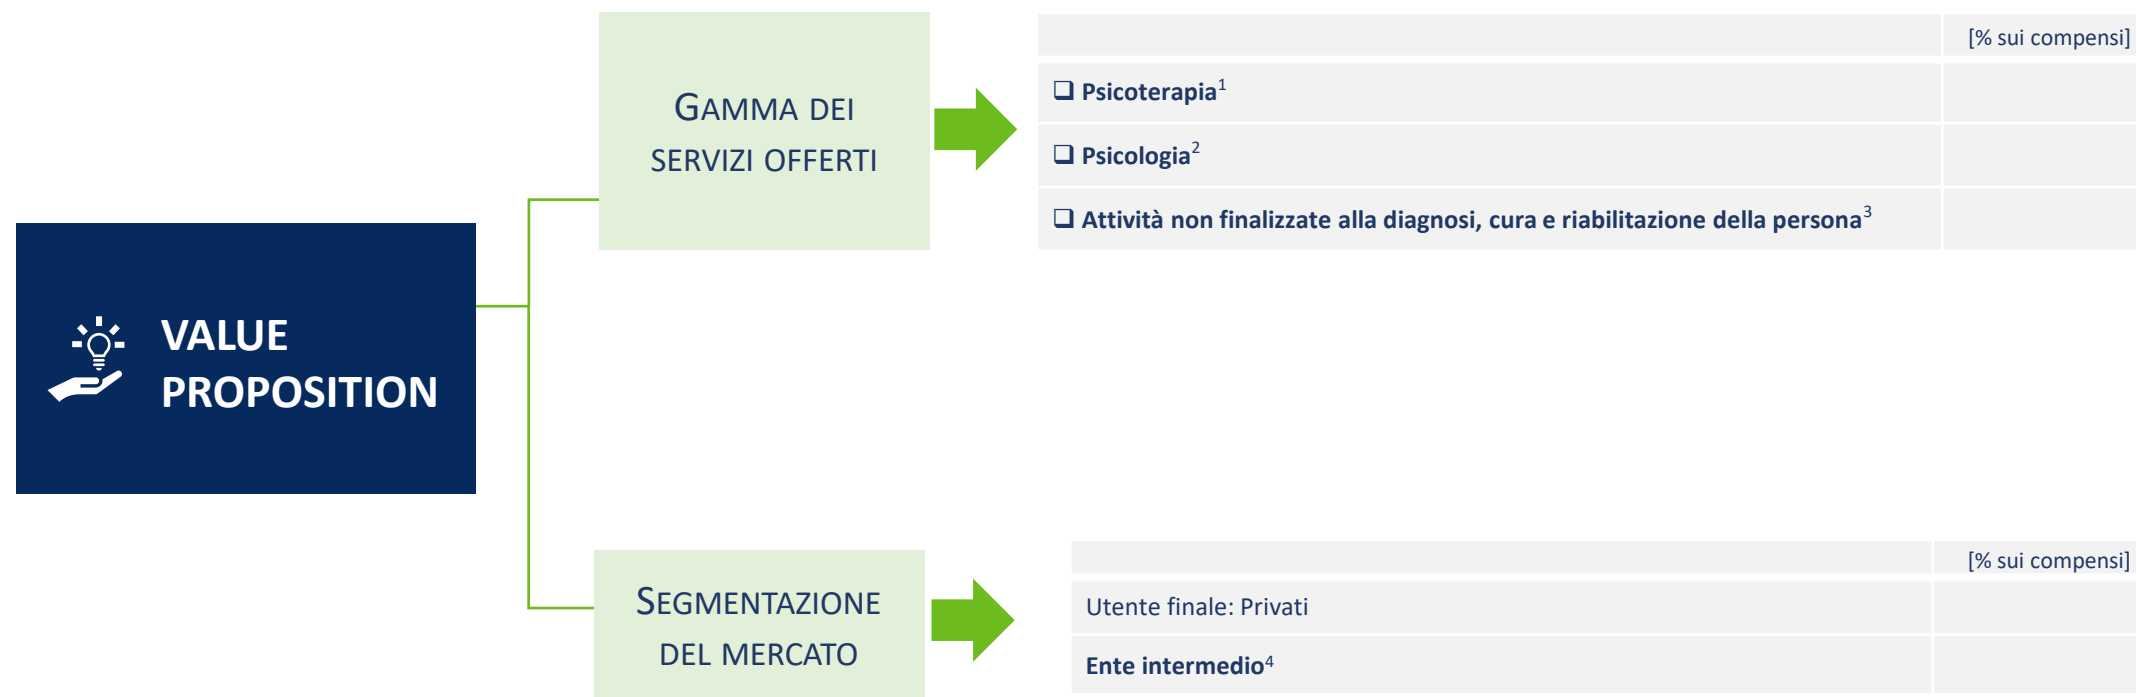 VALUE
PROPOSITION
GAMMA DEI
SERVIZI OFFERTI
[% sui compensi]
❑ Psicoterapia¹
❑ Psicologia²
❑ Attività non finalizzate alla diagnosi, cura e riabilitazione della persona³
SEGMENTAZIONE
DEL MERCATO
[% sui compensi]
Utente finale: Privati
Ente intermedio⁴